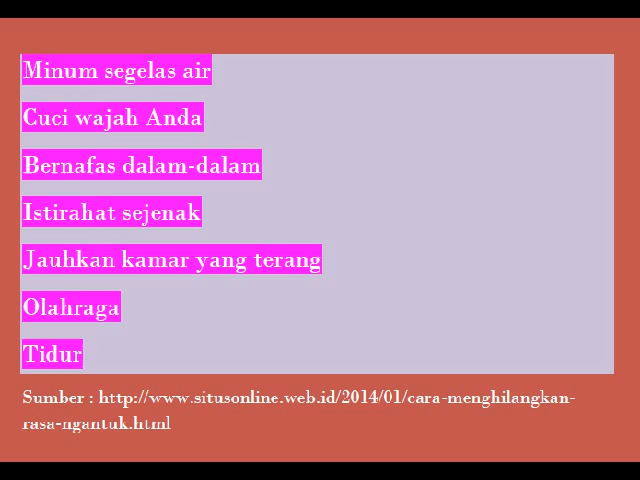 Minum segelas air
Cuci wajah Anda
Bernafas dalam-dalam
Istirahat sejenak
Jauhkan kamar yang terang
Olahraga
Tidur
Sumber : http://www.situsonline.web.id/2014/01/cara-menghilangkan-
rasa-ngantuk.html